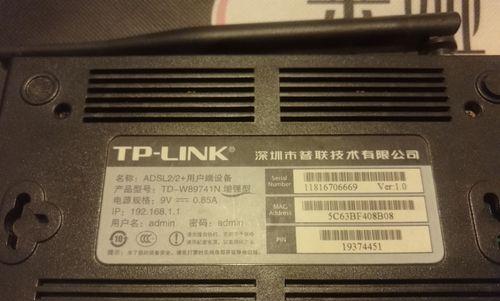 TP-LINK 深圳市普联技术有限公司
名称: ADSL2/2+用户端设备
产品型号: TD-W89741N 增强型
电源规格: 9V ⎓ 0.85A
IP: 192.168.1.1
用户名: admin 密码: admin
Serial Number 11816706669 Ver:1.0
MAC Address 5C63BF408B08
PIN 19374451